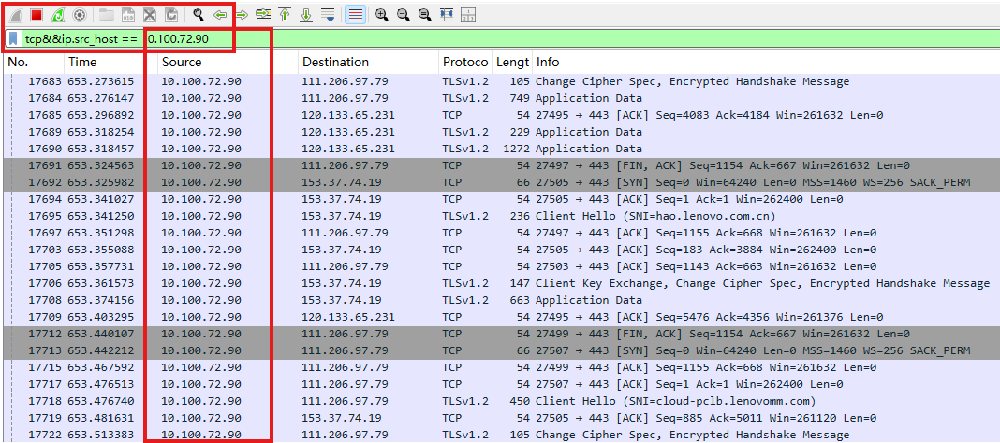 tcp&&ip.src_host == 10.100.72.90
No. Time Source Destination Protoco Lengt Info
17683 653.273615 10.100.72.90 111.206.97.79 TLSv1.2 105 Change Cipher Spec, Encrypted Handshake Message
17684 653.276147 10.100.72.90 111.206.97.79 TLSv1.2 749 Application Data
17685 653.296892 10.100.72.90 120.133.65.231 TCP 54 27495 → 443 [ACK] Seq=4083 Ack=4184 Win=261632 Len=0
17689 653.318254 10.100.72.90 120.133.65.231 TLSv1.2 229 Application Data
17690 653.318457 10.100.72.90 120.133.65.231 TLSv1.2 1272 Application Data
17691 653.324563 10.100.72.90 111.206.97.79 TCP 54 27497 → 443 [FIN, ACK] Seq=1154 Ack=667 Win=261632 Len=0
17692 653.325982 10.100.72.90 153.37.74.19 TCP 66 27505 → 443 [SYN] Seq=0 Win=64240 Len=0 MSS=1460 WS=256 SACK_PERM
17694 653.341027 10.100.72.90 153.37.74.19 TCP 54 27505 → 443 [ACK] Seq=1 Ack=1 Win=262400 Len=0
17695 653.341250 10.100.72.90 153.37.74.19 TLSv1.2 236 Client Hello (SNI=hao.lenovo.com.cn)
17697 653.351298 10.100.72.90 111.206.97.79 TCP 54 27497 → 443 [ACK] Seq=1155 Ack=668 Win=261632 Len=0
17703 653.355088 10.100.72.90 153.37.74.19 TCP 54 27505 → 443 [ACK] Seq=183 Ack=3884 Win=262400 Len=0
17705 653.357731 10.100.72.90 111.206.97.79 TCP 54 27503 → 443 [ACK] Seq=1143 Ack=663 Win=261632 Len=0
17706 653.361573 10.100.72.90 153.37.74.19 TLSv1.2 147 Client Key Exchange, Change Cipher Spec, Encrypted Handshake Message
17708 653.374156 10.100.72.90 153.37.74.19 TLSv1.2 663 Application Data
17709 653.403295 10.100.72.90 120.133.65.231 TCP 54 27495 → 443 [ACK] Seq=5476 Ack=4356 Win=261376 Len=0
17712 653.440107 10.100.72.90 111.206.97.79 TCP 54 27499 → 443 [FIN, ACK] Seq=1154 Ack=667 Win=261632 Len=0
17713 653.442212 10.100.72.90 111.206.97.79 TCP 66 27507 → 443 [SYN] Seq=0 Win=64240 Len=0 MSS=1460 WS=256 SACK_PERM
17715 653.467592 10.100.72.90 111.206.97.79 TCP 54 27499 → 443 [ACK] Seq=1155 Ack=668 Win=261632 Len=0
17717 653.476513 10.100.72.90 111.206.97.79 TCP 54 27507 → 443 [ACK] Seq=1 Ack=1 Win=262400 Len=0
17718 653.476740 10.100.72.90 111.206.97.79 TLSv1.2 450 Client Hello (SNI=cloud-pclb.lenovomm.com)
17719 653.481631 10.100.72.90 153.37.74.19 TCP 54 27505 → 443 [ACK] Seq=885 Ack=5011 Win=261120 Len=0
17722 653.513383 10.100.72.90 111.206.97.79 TLSv1.2 105 Change Cipher Spec, Encrypted Handshake Message